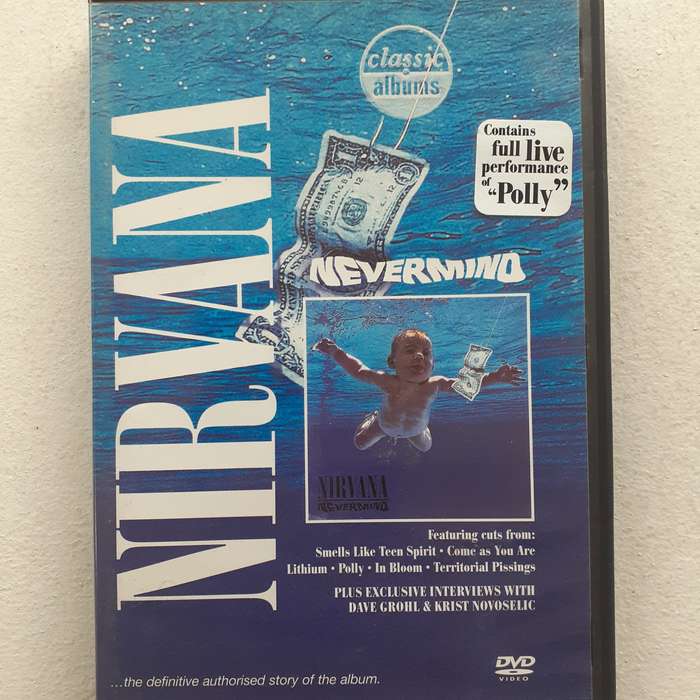 NIRVANA
classic
albums
Contains
full live
performance
of "Polly"
NEVERMIND
NIRVANA
NEVERMIND
Featuring cuts from:
Smells Like Teen Spirit • Come as You Are
Lithium • Polly • In Bloom • Territorial Pissings
PLUS EXCLUSIVE INTERVIEWS WITH
DAVE GROHL & KRIST NOVOSELIC
...the definitive authorised story of the album.
DVD
VIDEO